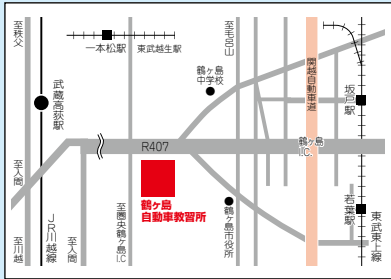 至秩父
一本松駅
東武越生線
至毛呂山
武蔵高萩駅
鶴ヶ島
中学校
関越自動車道
坂戸駅
R407
鶴ヶ島
I.C.
至入間
至川越
JR川越線
至入間
至圏央鶴ヶ島I.C
鶴ヶ島
自動車教習所
鶴ヶ島市役所
若葉駅
東武東上線